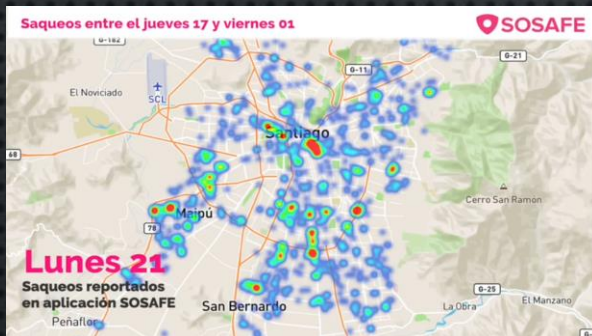 Saqueos entre el jueves 17 y viernes 01
SOSAFE
G-182
G-21
El Noviciado
SCL
G-11
Santiago
68
Cerro San Ramón
Maipú
78
Lunes 21
Saqueos reportados
en aplicación SOSAFE
G-25
San Bernardo
La Obra
El Manzano
Peñaflor